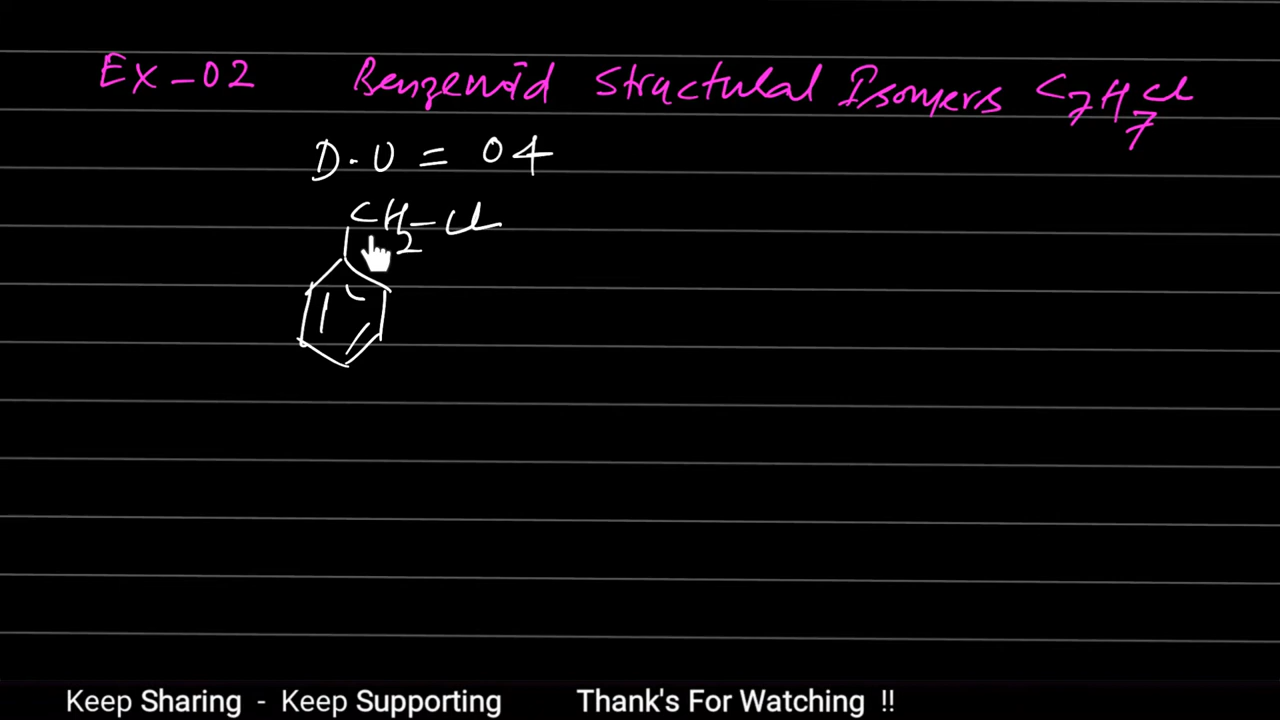 Ex-02 Benzenoid Structural Isomers C7H7Cl
D.U = 04
CH2-Cl
Keep Sharing - Keep Supporting Thank's For Watching !!